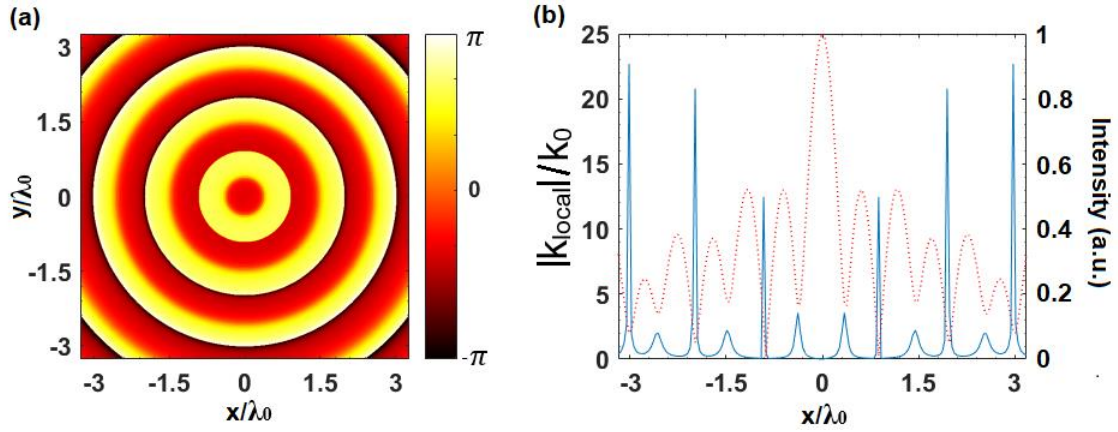 (a)
3
1.5
0
-1.5
-3
y/λ₀
-3 -1.5 0 1.5 3
x/λ₀
π
0
-π
(b)
25
20
15
10
5
0
|k_local|/k₀
-3 -1.5 0 1.5 3
x/λ₀
1
0.8
0.6
0.4
0.2
0
Intensity (a.u.)